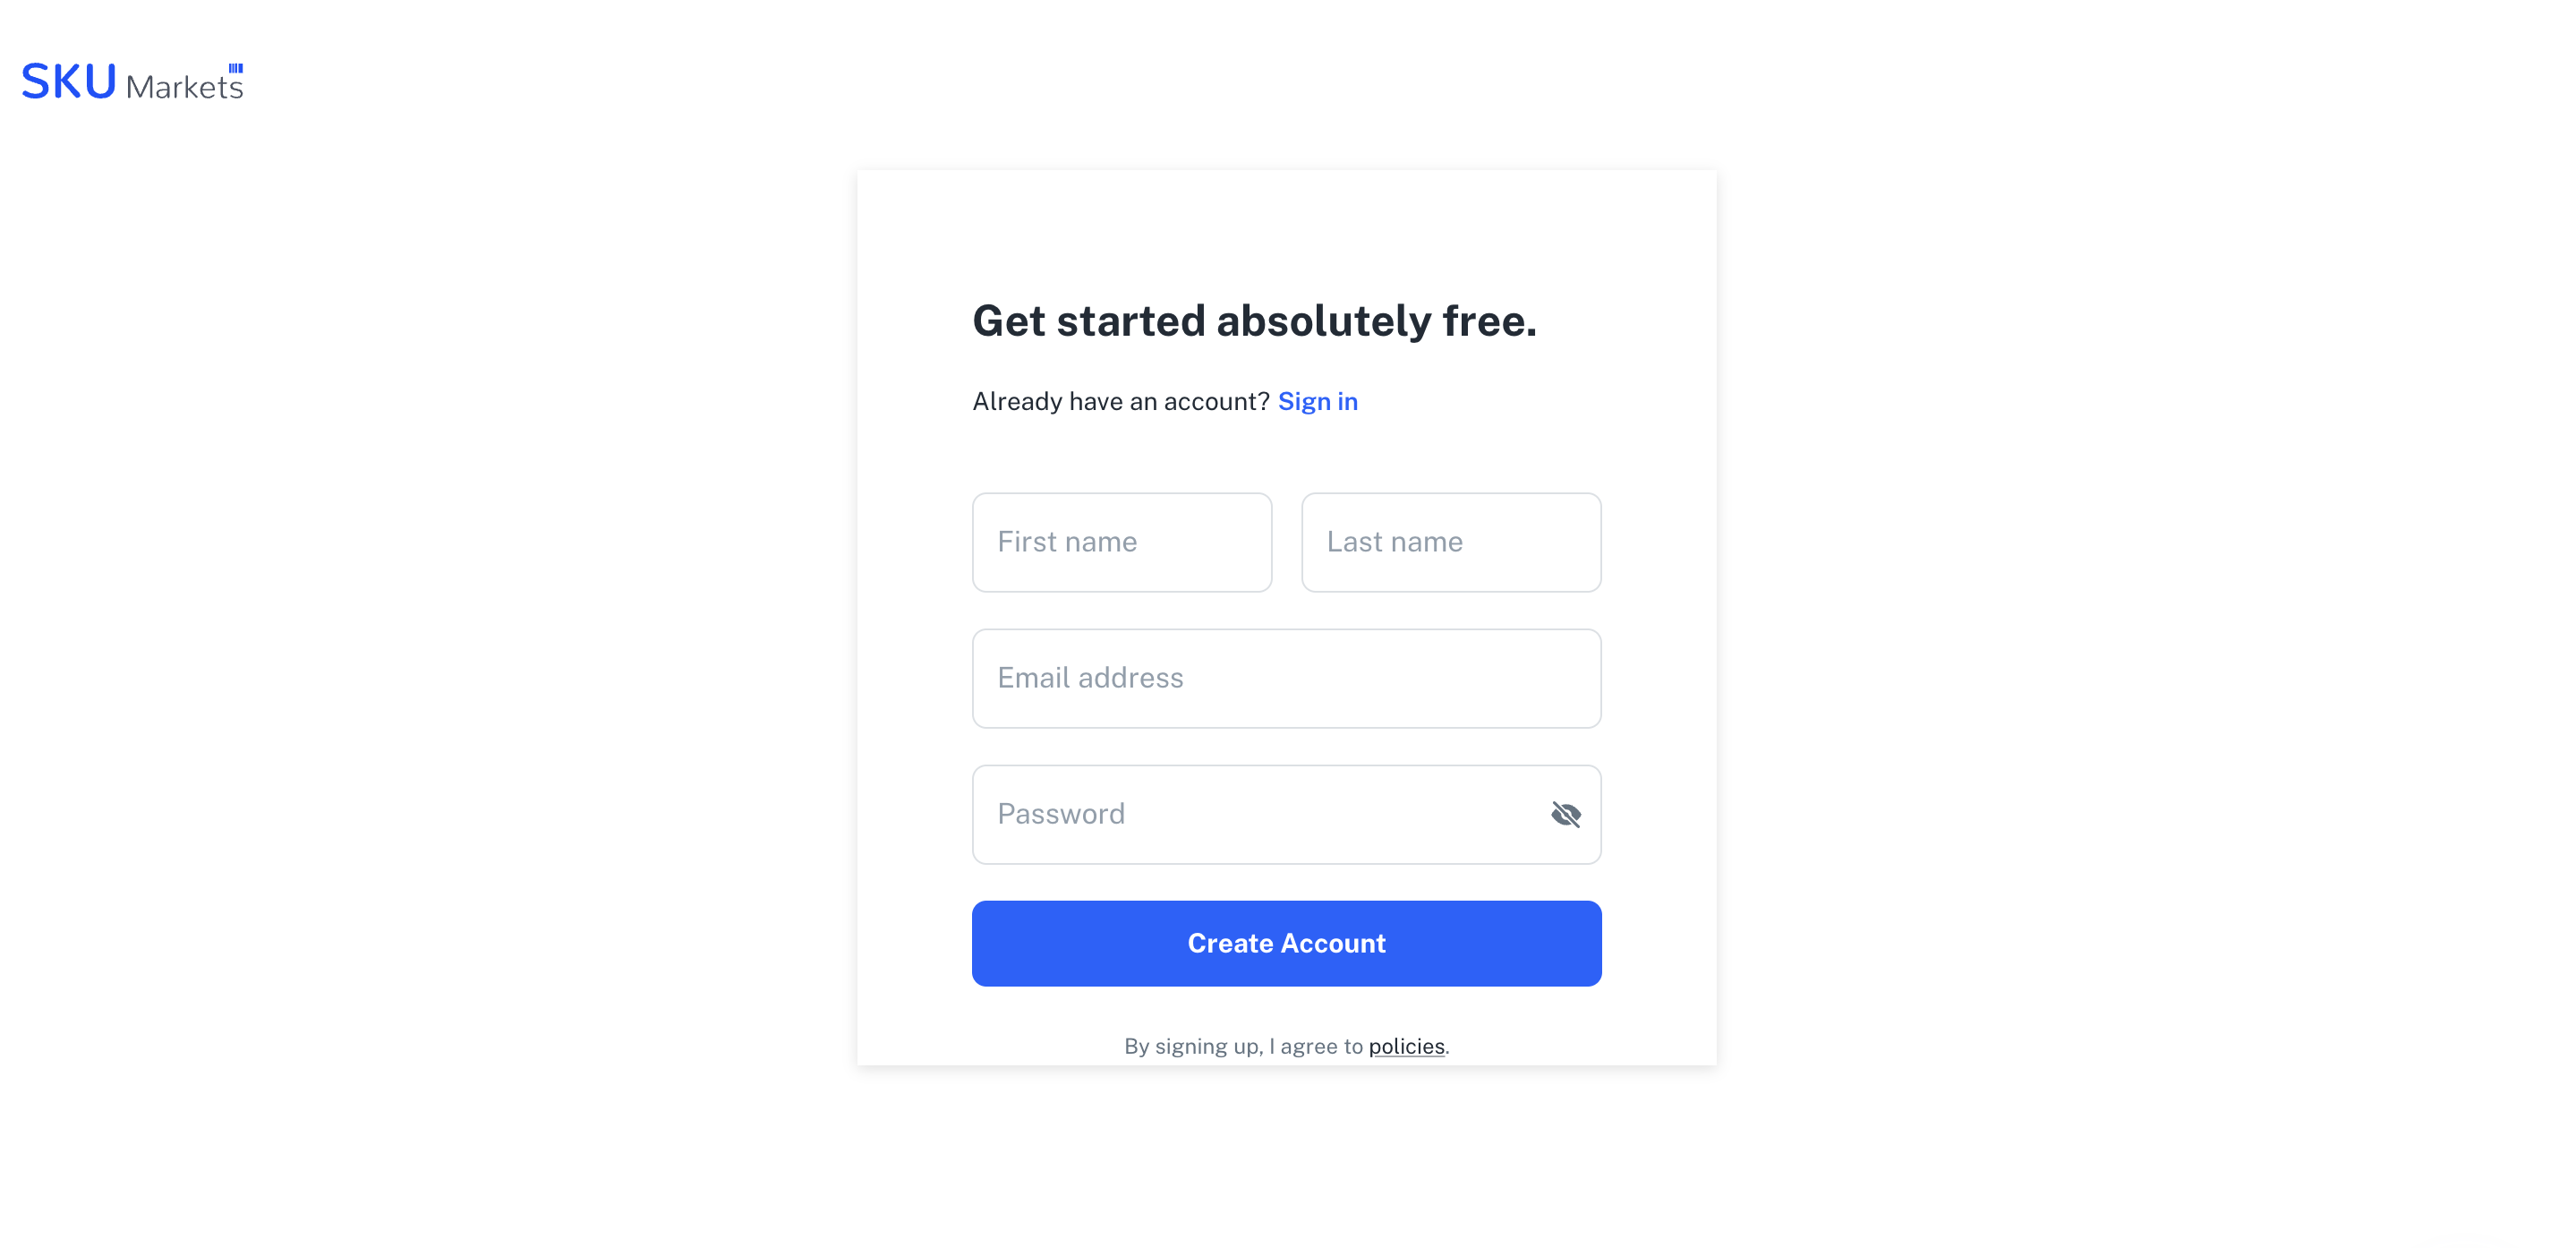 SKU Markets
Get started absolutely free.
Already have an account? Sign in
First name
Last name
Email address
Password
Create Account
By signing up, I agree to policies.